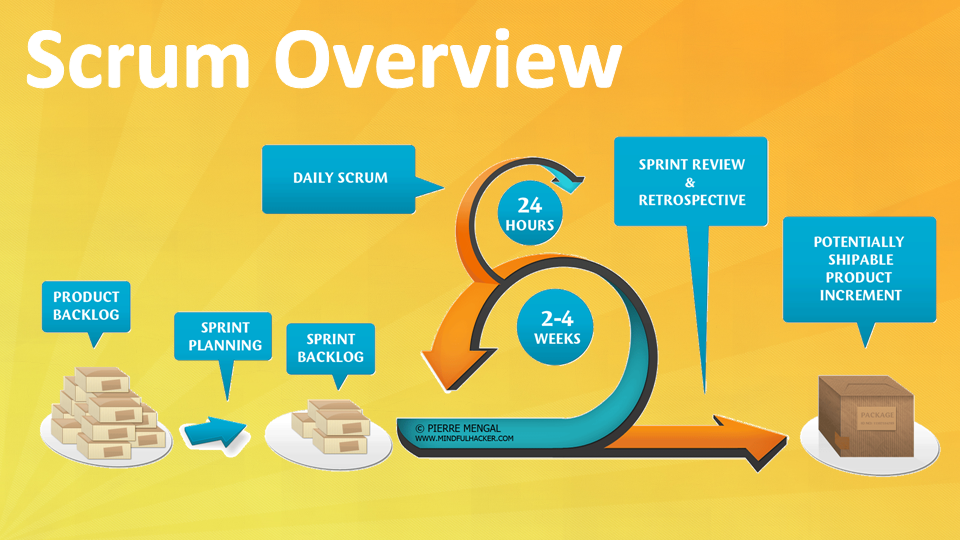 Scrum Overview
DAILY SCRUM
24
HOURS
SPRINT REVIEW
&
RETROSPECTIVE
POTENTIALLY
SHIPABLE
PRODUCT
INCREMENT
PRODUCT
BACKLOG
SPRINT
PLANNING
SPRINT
BACKLOG
2-4
WEEKS
© PIERRE MENGAL
WWW.MINDFULHACKER.COM
PACKAGE